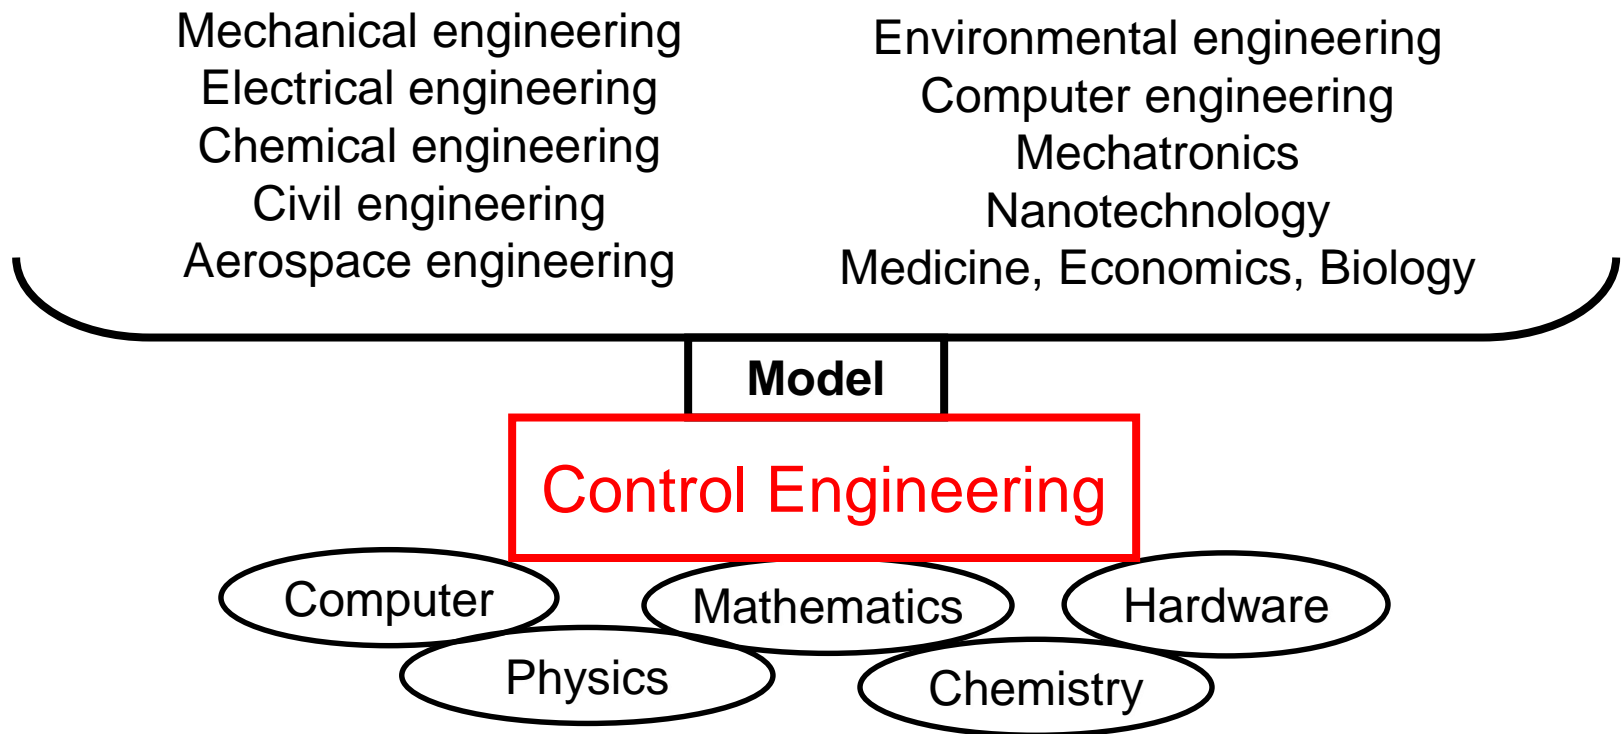 Mechanical engineering
Electrical engineering
Chemical engineering
Civil engineering
Aerospace engineering
Environmental engineering
Computer engineering
Mechatronics
Nanotechnology
Medicine, Economics, Biology
Model
Control Engineering
Computer
Mathematics
Hardware
Physics
Chemistry